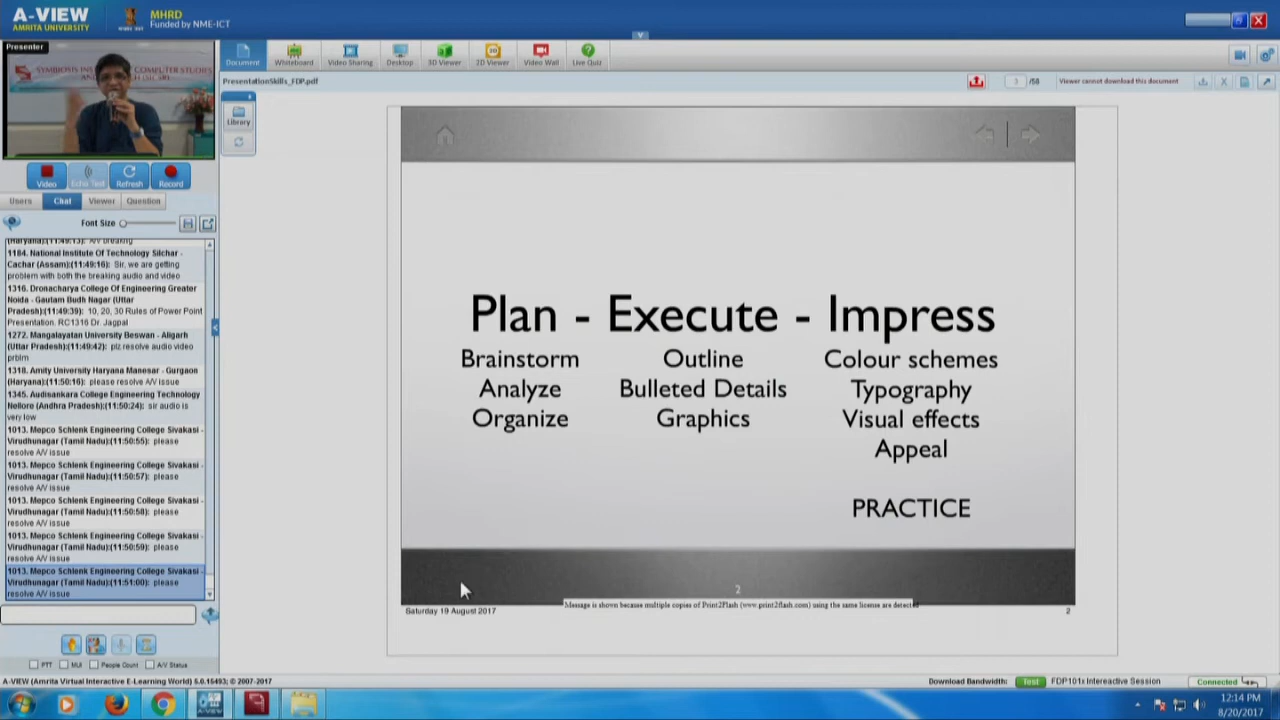 A-VIEW
AMRITA UNIVERSITY
MHRD
Funded by NME-ICT
Presenter
SYMBIOSIS INS COMPUTER STUDIES
Document
Whiteboard
Video Sharing
Desktop
3D Viewer
2D Viewer
Video Wall
Live Quiz
PresentationSkills_FDP.pdf
3 /58
Viewer cannot download this document
Library
Video
Echo Test
Refresh
Record
Users
Chat
Viewer
Question
Font Size
(Haryana):(11:49:13): A/V breaking
1184. National Institute Of Technology Silchar -
Cachar (Assam):(11:49:16): Sir, we are getting
problem with both the breaking audio and video
1316. Dronacharya College Of Engineering Greater
Noida - Gautam Budh Nagar (Uttar
Pradesh):(11:49:39): 10, 20, 30 Rules of Power Point
Presentation. RC1316 Dr. Jagpal
1272. Mangalayatan University Beswan - Aligarh
(Uttar Pradesh):(11:49:42): plz resolve audio video
prblm
1318. Amity University Haryana Manesar - Gurgaon
(Haryana):(11:50:16): please resolve A/V issue
1345. Audisankara College Engineering Technology
Nellore (Andhra Pradesh):(11:50:24): sir audio is
very low
1013. Mepco Schlenk Engineering College Sivakasi -
Virudhunagar (Tamil Nadu):(11:50:55): please
resolve A/V issue
1013. Mepco Schlenk Engineering College Sivakasi -
Virudhunagar (Tamil Nadu):(11:50:57): please
resolve A/V issue
1013. Mepco Schlenk Engineering College Sivakasi -
Virudhunagar (Tamil Nadu):(11:50:58): please
resolve A/V issue
1013. Mepco Schlenk Engineering College Sivakasi -
Virudhunagar (Tamil Nadu):(11:50:59): please
resolve A/V issue
1013. Mepco Schlenk Engineering College Sivakasi -
Virudhunagar (Tamil Nadu):(11:51:00): please
resolve A/V issue
PTT
MUI
People Count
A/V Status
Plan - Execute - Impress
Brainstorm
Analyze
Organize
Outline
Bulleted Details
Graphics
Colour schemes
Typography
Visual effects
Appeal
PRACTICE
2
Saturday 19 August 2017
Message is shown because multiple copies of Print2Flash (www.print2flash.com) using the same license are detected
2
A-VIEW (Amrita Virtual Interactive E-Learning World) 5.0.15493; © 2007-2017
Download Bandwidth:
Test
FDP101x Intereactive Session
Connected
12:14 PM
8/20/2017